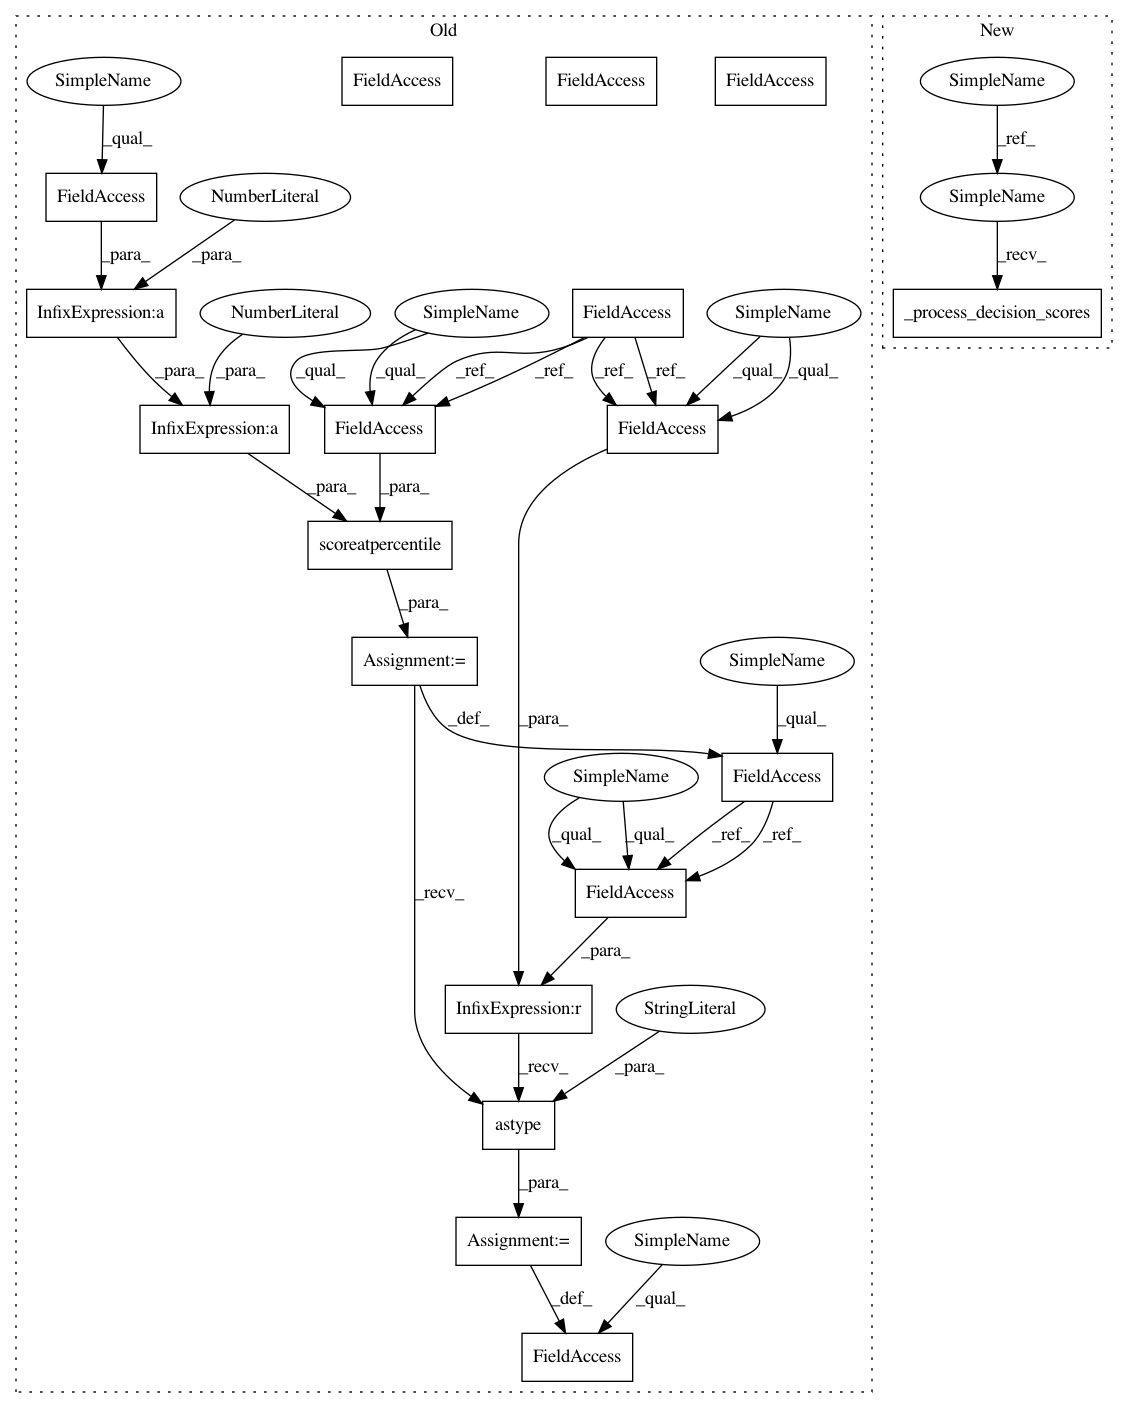 Old
New
SimpleName
FieldAccess
FieldAccess
FieldAccess
SimpleName
_qual_
_ref_
FieldAccess
NumberLiteral
SimpleName
_para_
_para_
_recv_
InfixExpression:a
NumberLiteral
SimpleName
FieldAccess
SimpleName
_process_decision_scores
_para_
_para_
_qual_
_qual_
_ref_
_ref_
_ref_
_ref_
_qual_
_qual_
InfixExpression:a
FieldAccess
FieldAccess
_para_
_para_
scoreatpercentile
_para_
Assignment:=
SimpleName
_def_
_para_
_qual_
SimpleName
FieldAccess
_qual_
_qual_
_ref_
_ref_
_recv_
FieldAccess
_para_
InfixExpression:r
StringLiteral
_recv_
_para_
astype
_para_
Assignment:=
SimpleName
_def_
_qual_
FieldAccess